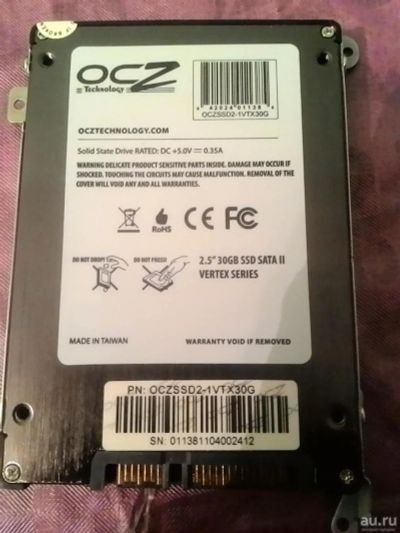 OCZ
Technology
A202401138
OCZSSD2-1VTX30G
OCZTECHNOLOGY.COM
Solid State Drive RATED: DC +5.0V ⎓ 0.35A
WARNING DELICATE PRODUCT SENSITIVE PARTS INSIDE. DAMAGE MAY OCCUR IF
SHOCKED. TOUCHING THE CIRCUITS MAY CAUSE MALFUNCTION. REMOVAL OF THE
COVER WILL VOID ANY AND ALL WARRANTIES.
RoHS
CE FC
DO NOT DROP!
DO NOT PRESS!
2.5" 30GB SSD SATA II
VERTEX SERIES
MADE IN TAIWAN
WARRANTY VOID IF REMOVED
PN: OCZSSD2-1VTX30G
SN: 011381104002412
au.ru